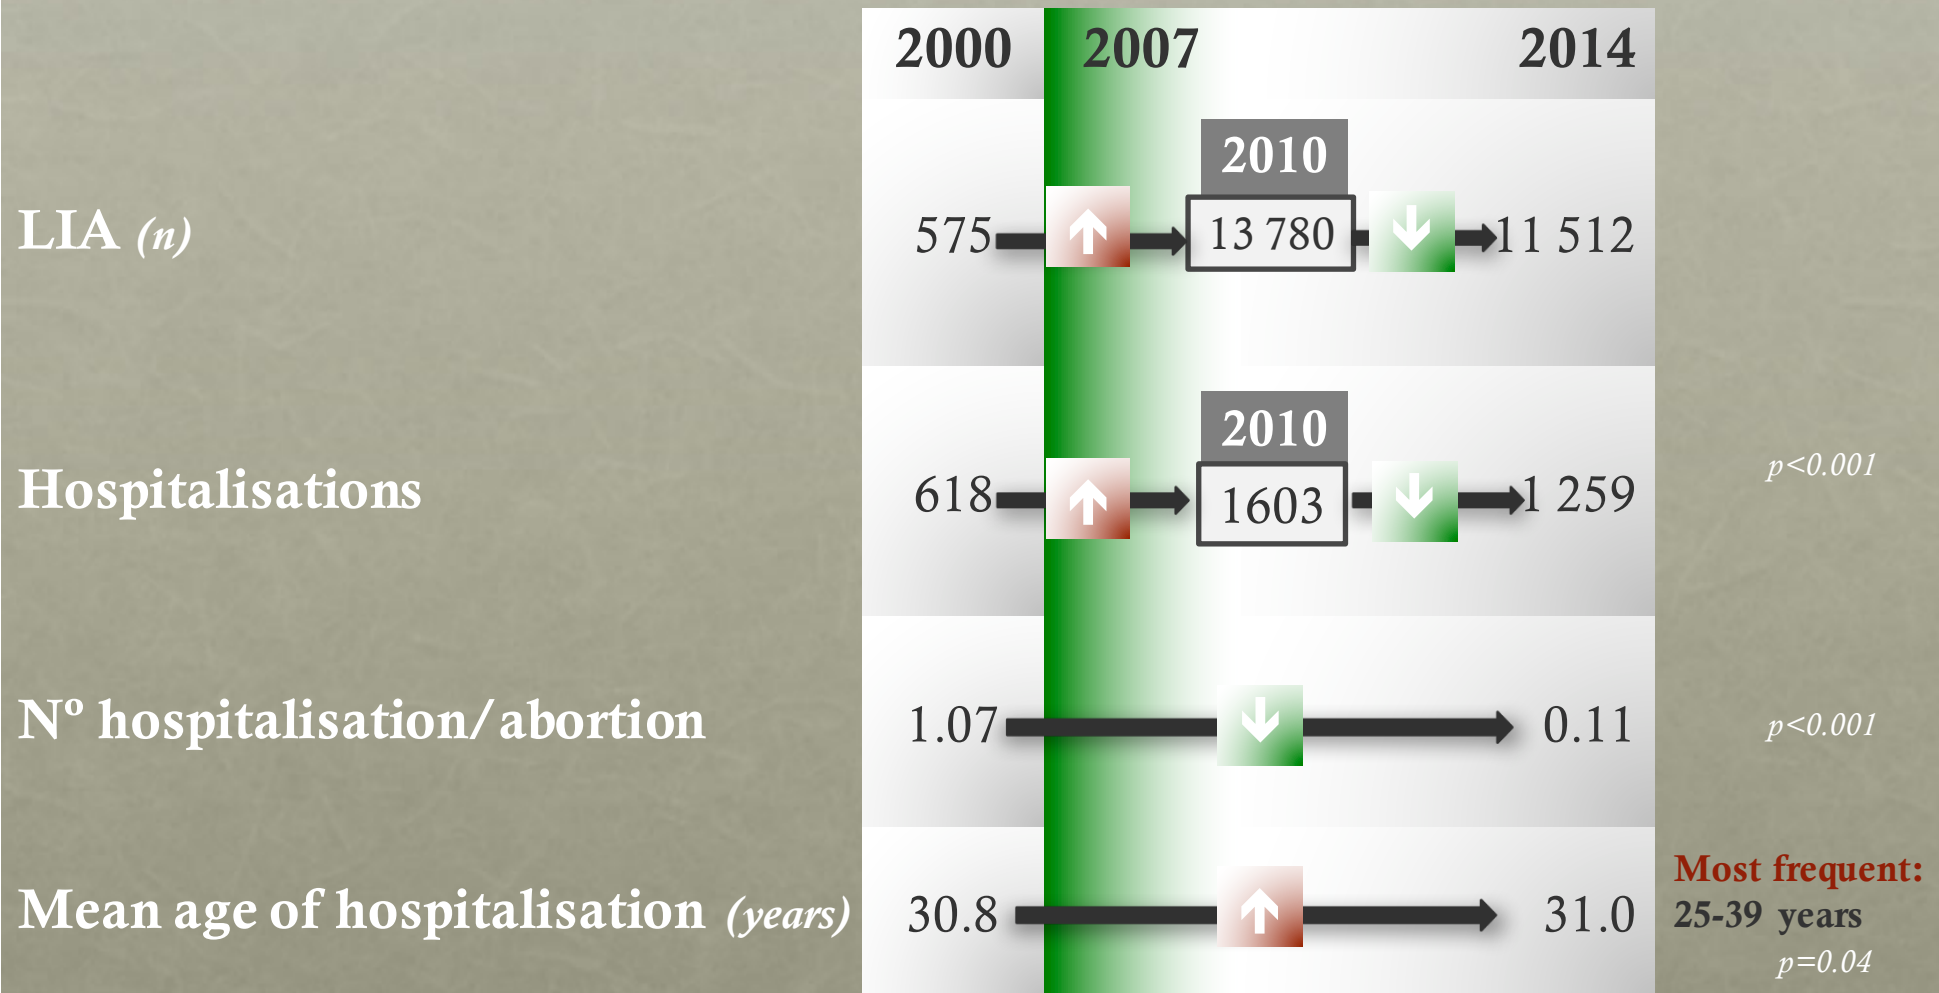 2000 2007 2014
2010
LIA (n) 575 13 780 11 512
2010
p<0.001
Hospitalisations 618 1603 1 259
Nº hospitalisation/abortion 1.07 0.11 p<0.001
Most frequent:
Mean age of hospitalisation (years) 30.8 31.0 25-39 years
p=0.04